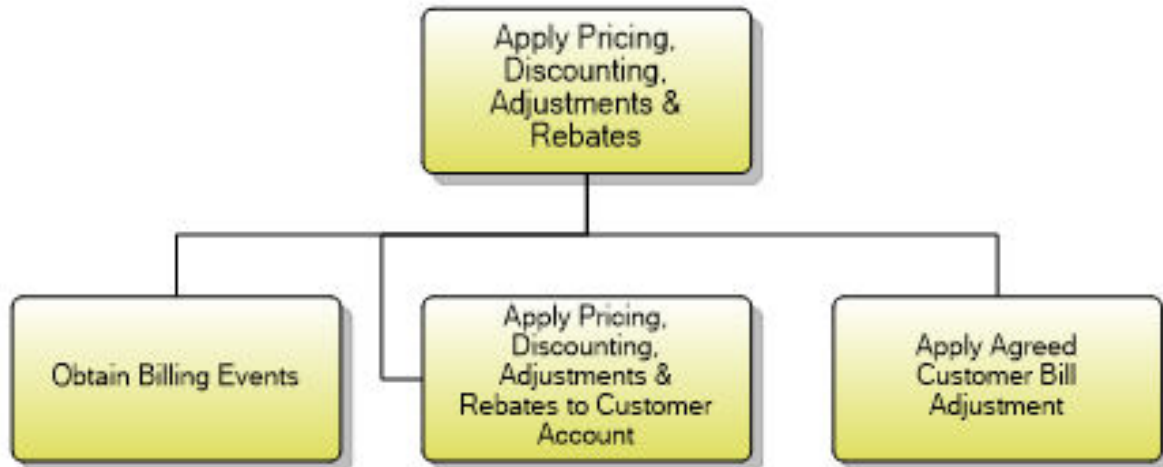 Apply Pricing,
Discounting,
Adjustments &
Rebates
Obtain Billing Events
Apply Pricing,
Discounting,
Adjustments &
Rebates to Customer
Account
Apply Agreed
Customer Bill
Adjustment